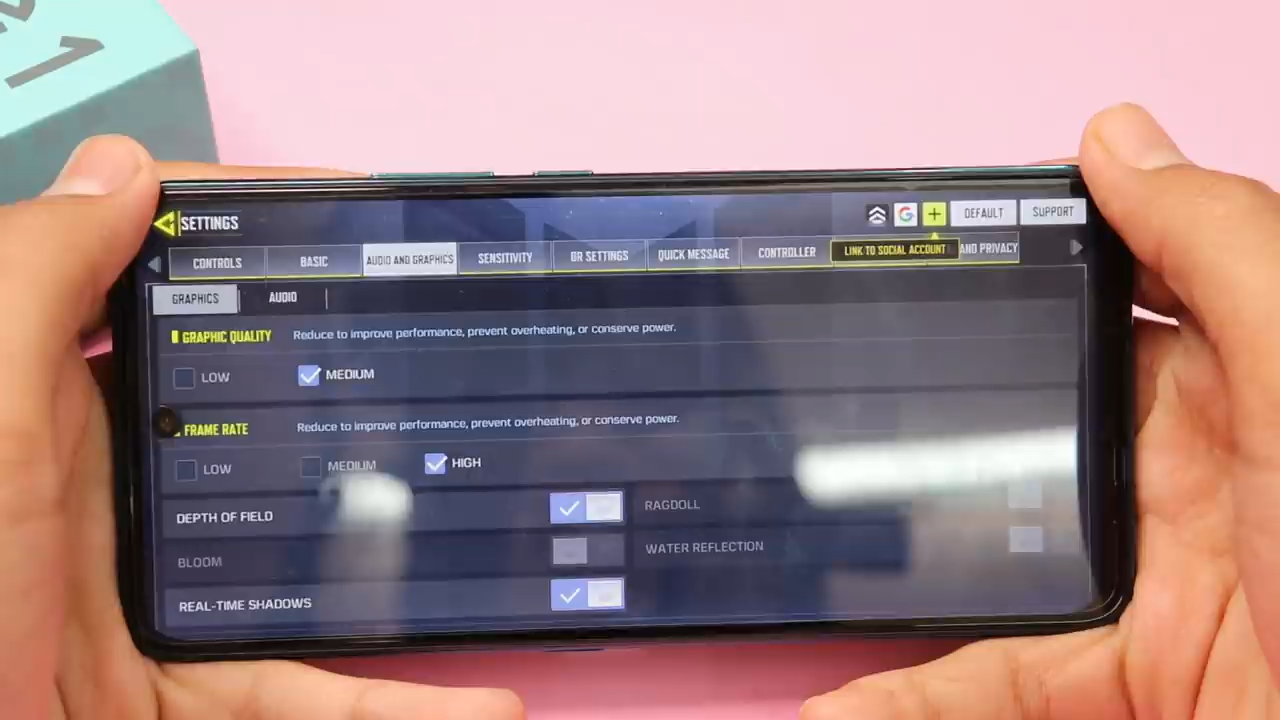 1
SETTINGS
DEFAULT
SUPPORT
CONTROLS
BASIC
AUDIO AND GRAPHICS
SENSITIVITY
BR SETTINGS
QUICK MESSAGE
CONTROLLER
LINK TO SOCIAL ACCOUNT
AND PRIVACY
GRAPHICS
AUDIO
GRAPHIC QUALITY Reduce to improve performance, prevent overheating, or conserve power.
LOW MEDIUM
FRAME RATE Reduce to improve performance, prevent overheating, or conserve power.
LOW MEDIUM HIGH
DEPTH OF FIELD RAGDOLL
BLOOM WATER REFLECTION
REAL-TIME SHADOWS